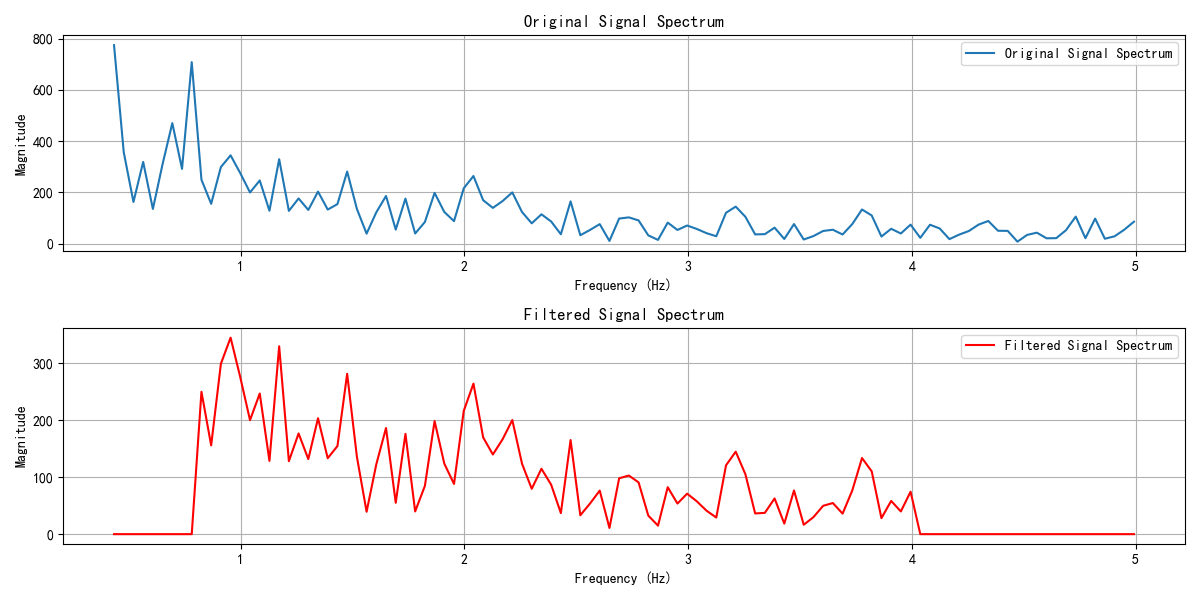 Original Signal Spectrum
800
600
400
200
0
Magnitude
Original Signal Spectrum
1 2 3 4 5
Frequency (Hz)
Filtered Signal Spectrum
300
200
100
0
Magnitude
Filtered Signal Spectrum
1 2 3 4 5
Frequency (Hz)